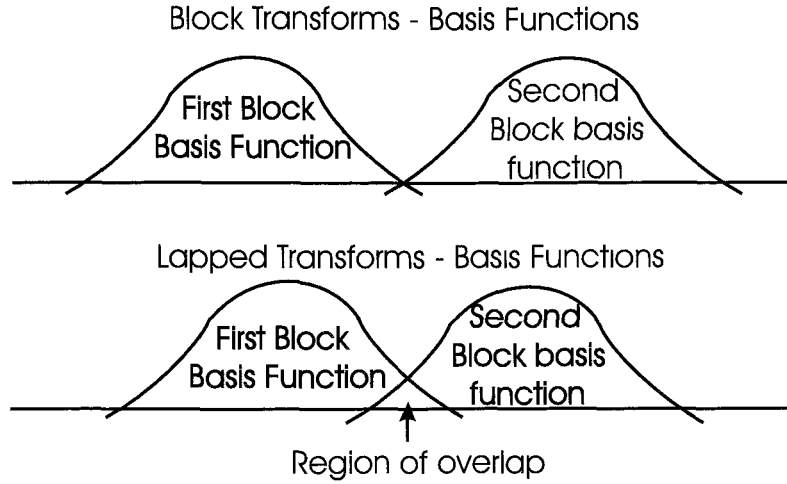 Block Transforms - Basis Functions
First Block
Basis Function
Second
Block basis
function
Lapped Transforms - Basis Functions
First Block
Basis Function
Second
Block basis
function
Region of overlap